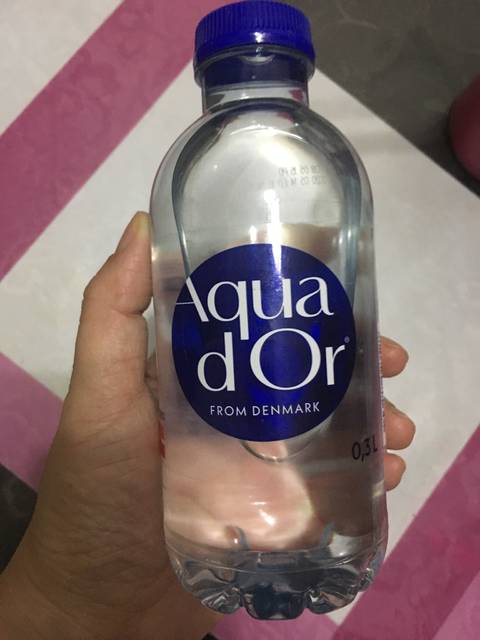 Aqua
d'Or®
FROM DENMARK
0,3 L